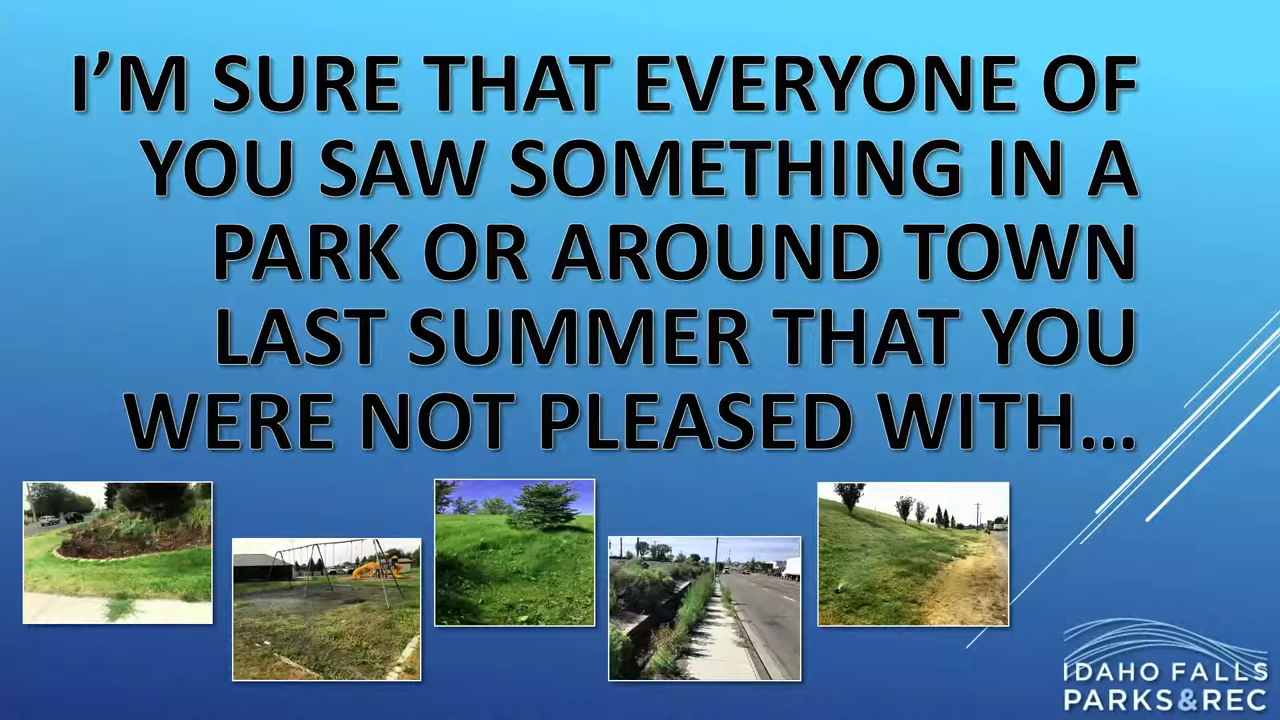 I’M SURE THAT EVERYONE OF
YOU SAW SOMETHING IN A
PARK OR AROUND TOWN
LAST SUMMER THAT YOU
WERE NOT PLEASED WITH…
IDAHO FALLS
PARKS&REC